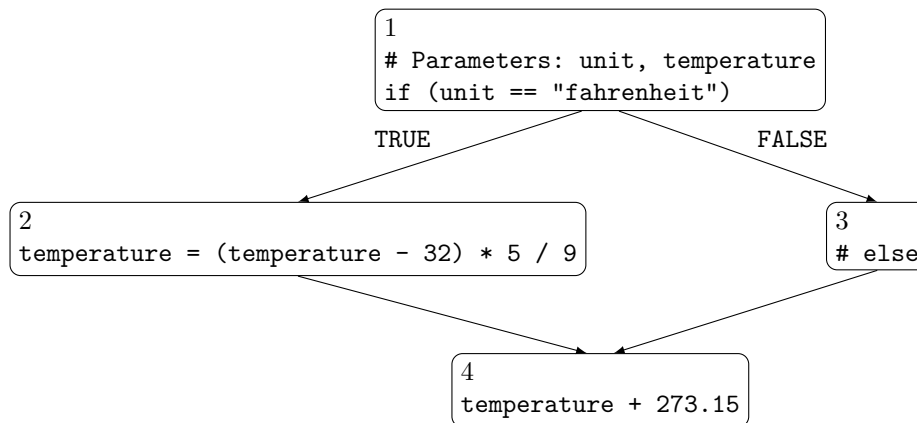 1
# Parameters: unit, temperature
if (unit == "fahrenheit")
TRUE
FALSE
2
temperature = (temperature - 32) * 5 / 9
3
# else
4
temperature + 273.15